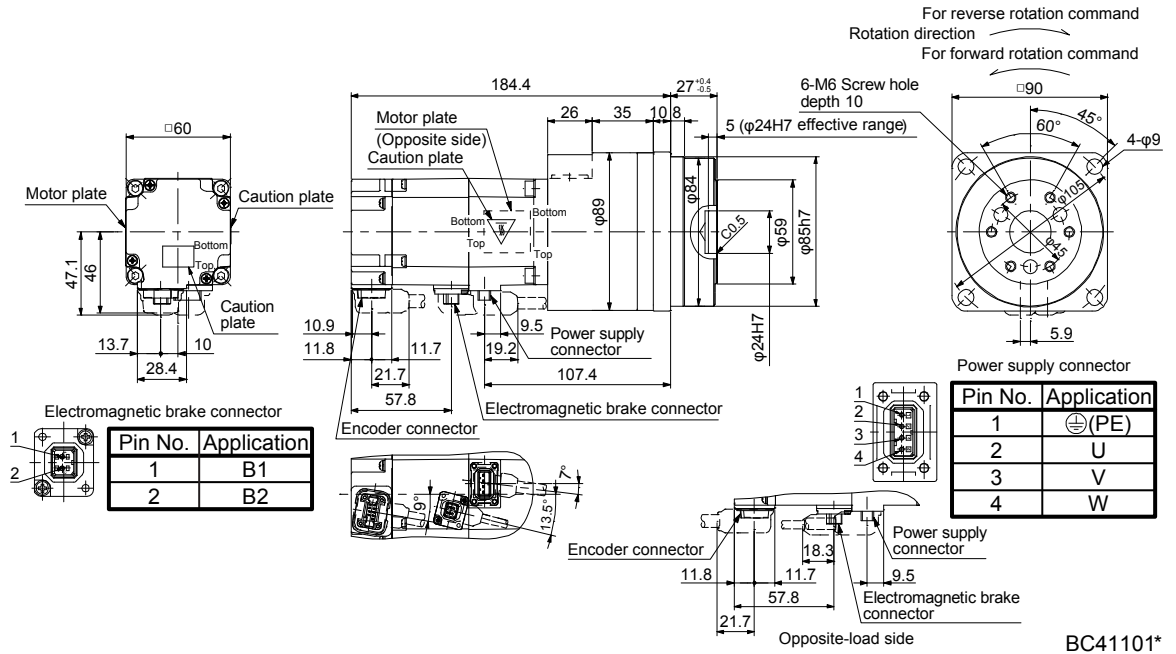 For reverse rotation command
Rotation direction
For forward rotation command
184.4
27 +0.4 -0.5
6-M6 Screw hole
depth 10
□90
45°
60°
4-φ9
□60
26
35
10
8
Motor plate
(Opposite side)
Caution plate
5 (φ24H7 effective range)
Motor plate
Caution plate
Bottom
Top
Caution
plate
47.1
46
13.7
10
28.4
Bottom
Top
Bottom
Top
φ89
φ84
C0.5
φ59
φ85h7
φ24H7
φ105
φ45
5.9
10.9
11.8
11.7
21.7
57.8
9.5
19.2
107.4
Power supply
connector
Electromagnetic brake connector
Encoder connector
Electromagnetic brake connector
1
2
Pin No. Application
1 B1
2 B2
9°
7°
13.5°
Power supply connector
1
2
3
4
Pin No. Application
1 (PE)
2 U
3 V
4 W
Encoder connector
Power supply
connector
18.3
11.8
11.7
9.5
57.8
Electromagnetic brake
connector
21.7
Opposite-load side
BC41101*